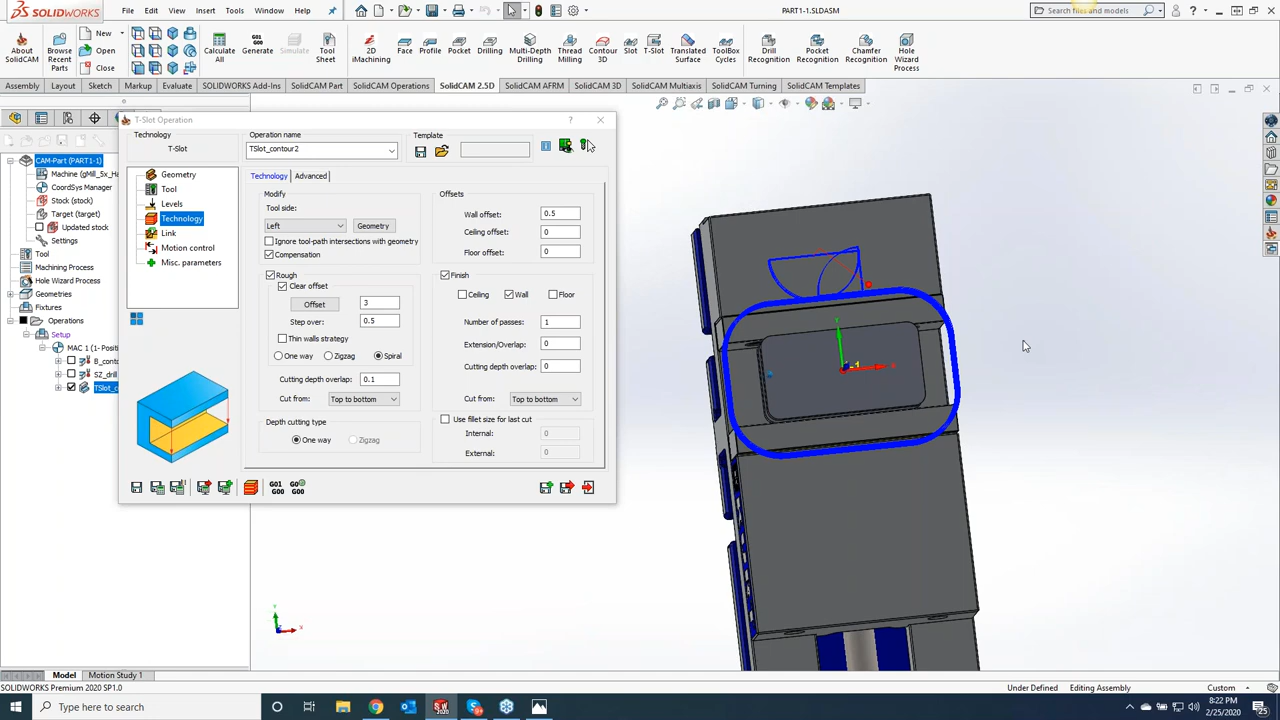 SOLIDWORKS File Edit View Insert Tools Window Help PART1-1.SLDASM Search files and models
About SolidCAM
Browse Recent Parts
New
Open
Close
Calculate All
Generate
Simulate
Tool Sheet
2D iMachining
Face
Profile
Pocket
Drilling
Multi-Depth Drilling
Thread Milling
Contour 3D
Slot
T-Slot
Translated Surface
ToolBox Cycles
Drill Recognition
Pocket Recognition
Chamfer Recognition
Hole Wizard Process
Assembly Layout Sketch Markup Evaluate SOLIDWORKS Add-Ins SolidCAM Part SolidCAM Operations SolidCAM 2.5D SolidCAM AFRM SolidCAM 3D SolidCAM Multiaxis SolidCAM Turning SolidCAM Templates
CAM-Part (PART1-1)
Machine (gMill_5x_Ha
CoordSys Manager
Stock (stock)
Target (target)
Updated stock
Settings
Tool
Machining Process
Hole Wizard Process
Geometries
Fixtures
Operations
Setup
MAC 1 (1- Positi
B_conto
SZ_drill
TSlot_c
T-Slot Operation ?
Technology
T-Slot
Operation name
TSlot_contour2
Template
Geometry
Tool
Levels
Technology
Link
Motion control
Misc. parameters
Technology Advanced
Modify
Tool side:
Left Geometry
Ignore tool-path intersections with geometry
Compensation
Offsets
Wall offset: 0.5
Ceiling offset: 0
Floor offset: 0
Rough
Clear offset
Offset 3
Step over: 0.5
Thin walls strategy
One way Zigzag Spiral
Cutting depth overlap: 0.1
Cut from: Top to bottom
Depth cutting type
One way Zigzag
Finish
Ceiling Wall Floor
Number of passes: 1
Extension/Overlap: 0
Cutting depth overlap: 0
Cut from: Top to bottom
Use fillet size for last cut
Internal: 0
External: 0
G01 G00
Y
X
Y
X
Z
Model Motion Study 1
SOLIDWORKS Premium 2020 SP1.0 Under Defined Editing Assembly Custom
Type here to search
8:22 PM
2/25/2020
25